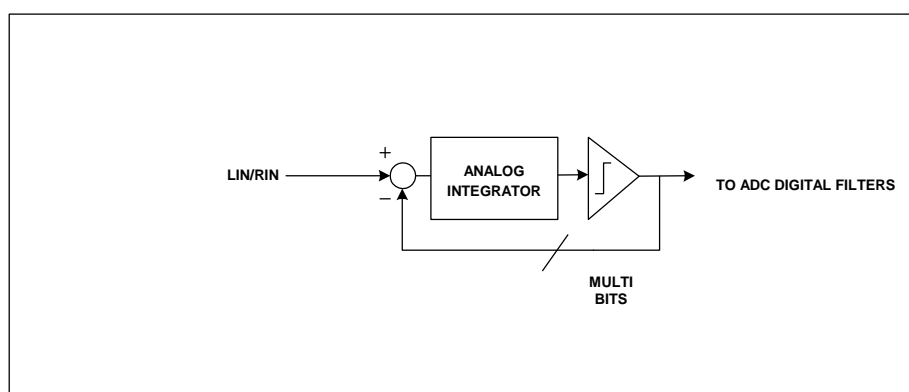 +
LIN/RIN
−
ANALOG
INTEGRATOR
TO ADC DIGITAL FILTERS
MULTI
BITS